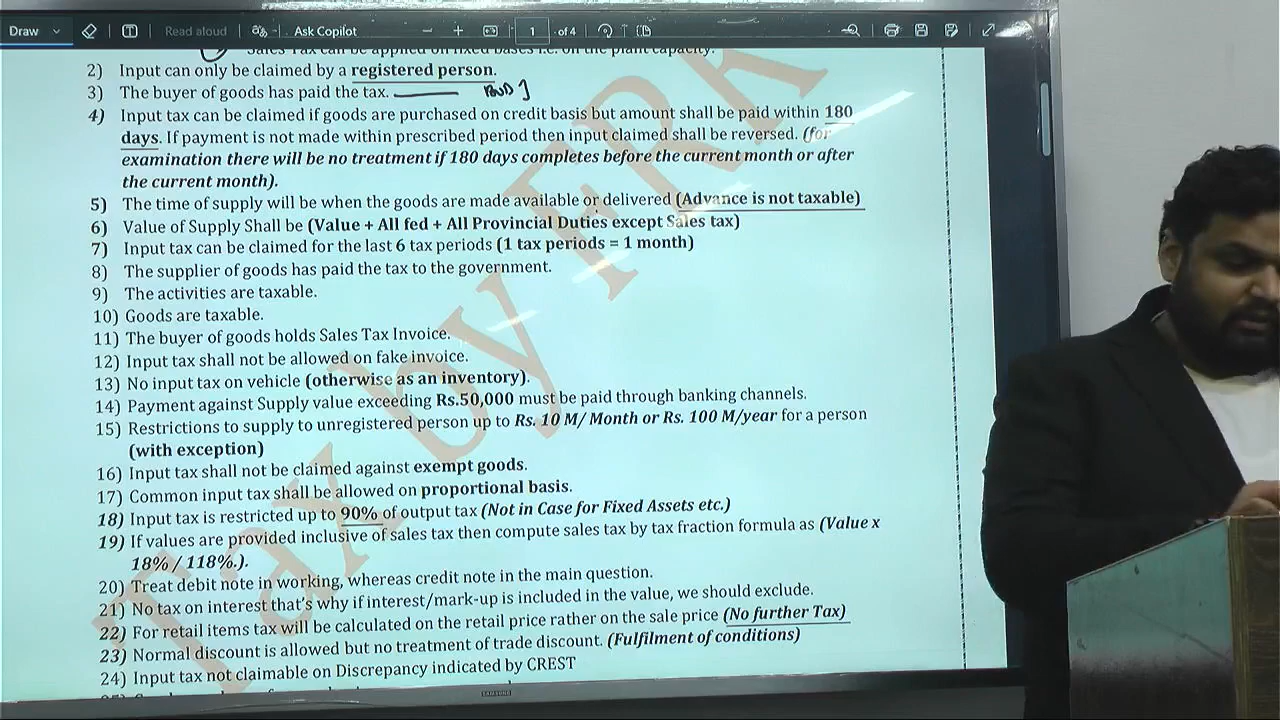 Draw
Read aloud
Ask Copilot
1 of 4
Sales Tax can be applied on fixed bases i.e. on the plant capacity.
2) Input can only be claimed by a registered person.
3) The buyer of goods has paid the tax.
4) Input tax can be claimed if goods are purchased on credit basis but amount shall be paid within 180
days. If payment is not made within prescribed period then input claimed shall be reversed. (for
examination there will be no treatment if 180 days completes before the current month or after
the current month).
5) The time of supply will be when the goods are made available or delivered (Advance is not taxable)
6) Value of Supply Shall be (Value + All fed + All Provincial Duties except Sales tax)
7) Input tax can be claimed for the last 6 tax periods (1 tax periods = 1 month)
8) The supplier of goods has paid the tax to the government.
9) The activities are taxable.
10) Goods are taxable.
11) The buyer of goods holds Sales Tax Invoice.
12) Input tax shall not be allowed on fake invoice.
13) No input tax on vehicle (otherwise as an inventory).
14) Payment against Supply value exceeding Rs.50,000 must be paid through banking channels.
15) Restrictions to supply to unregistered person up to Rs. 10 M/ Month or Rs. 100 M/year for a person
(with exception)
16) Input tax shall not be claimed against exempt goods.
17) Common input tax shall be allowed on proportional basis.
18) Input tax is restricted up to 90% of output tax (Not in Case for Fixed Assets etc.)
19) If values are provided inclusive of sales tax then compute sales tax by tax fraction formula as (Value x
18% / 118%.).
20) Treat debit note in working, whereas credit note in the main question.
21) No tax on interest that's why if interest/mark-up is included in the value, we should exclude.
22) For retail items tax will be calculated on the retail price rather on the sale price (No further Tax)
23) Normal discount is allowed but no treatment of trade discount. (Fulfilment of conditions)
24) Input tax not claimable on Discrepancy indicated by CREST
Tax by FRK
SAMSUNG